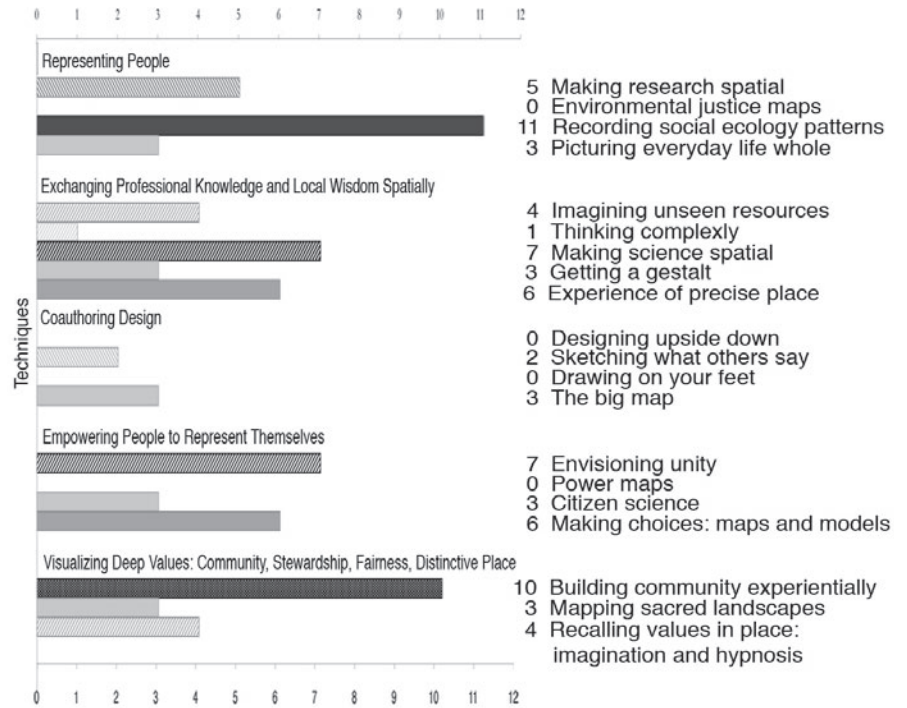 0 1 2 3 4 5 6 7 8 9 10 11 12
Representing People
5 Making research spatial
0 Environmental justice maps
11 Recording social ecology patterns
3 Picturing everyday life whole
Exchanging Professional Knowledge and Local Wisdom Spatially
4 Imagining unseen resources
1 Thinking complexly
7 Making science spatial
3 Getting a gestalt
6 Experience of precise place
Techniques
Coauthoring Design
0 Designing upside down
2 Sketching what others say
0 Drawing on your feet
3 The big map
Empowering People to Represent Themselves
7 Envisioning unity
0 Power maps
3 Citizen science
6 Making choices: maps and models
Visualizing Deep Values: Community, Stewardship, Fairness, Distinctive Place
10 Building community experientially
3 Mapping sacred landscapes
4 Recalling values in place:
imagination and hypnosis
0 1 2 3 4 5 6 7 8 9 10 11 12